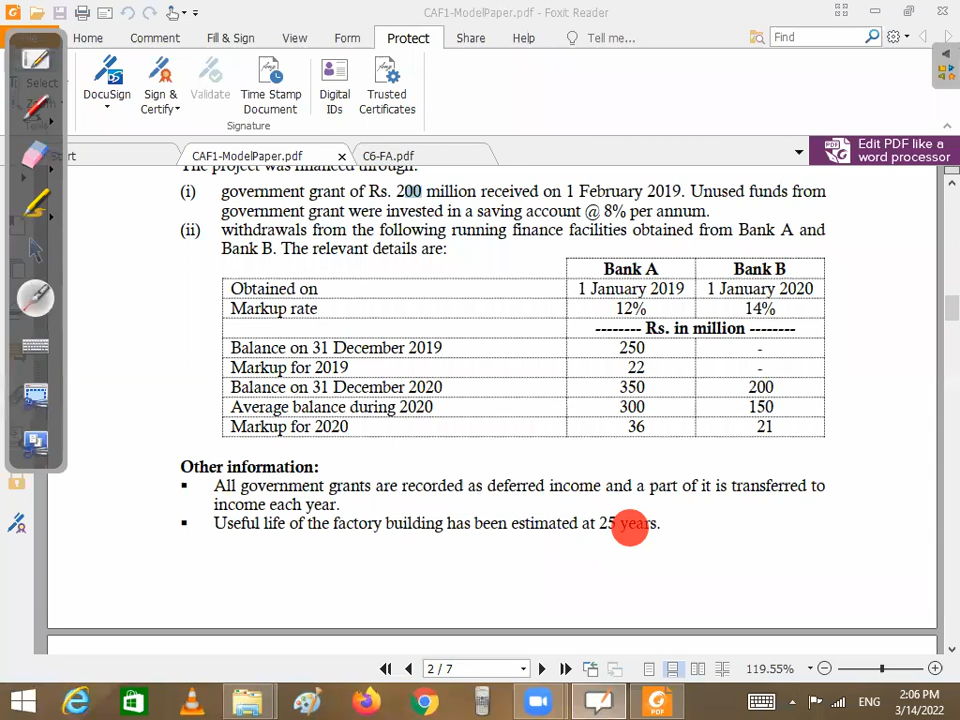 CAF1-ModelPaper.pdf - Foxit Reader
Home Comment Fill & Sign View Form Protect Share Help Tell me... Find
Select
DocuSign Sign & Certify Validate Time Stamp Document Digital IDs Trusted Certificates
Signature
Start CAF1-ModelPaper.pdf C6-FA.pdf
Edit PDF like a word processor
The project was financed through:
(i) government grant of Rs. 200 million received on 1 February 2019. Unused funds from
government grant were invested in a saving account @ 8% per annum.
(ii) withdrawals from the following running finance facilities obtained from Bank A and
Bank B. The relevant details are:
Bank A Bank B
Obtained on 1 January 2019 1 January 2020
Markup rate 12% 14%
-------- Rs. in million --------
Balance on 31 December 2019 250 -
Markup for 2019 22 -
Balance on 31 December 2020 350 200
Average balance during 2020 300 150
Markup for 2020 36 21
Other information:
▪ All government grants are recorded as deferred income and a part of it is transferred to
income each year.
▪ Useful life of the factory building has been estimated at 25 years.
2 / 7 119.55%
ENG 2:06 PM
3/14/2022